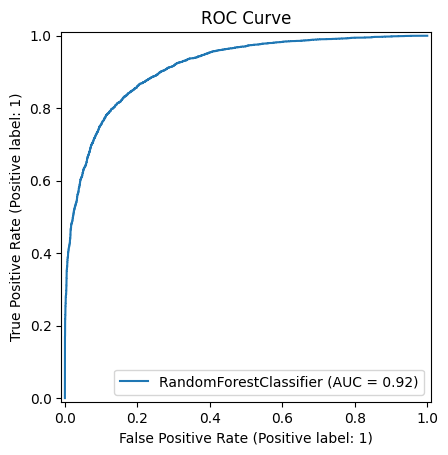 ROC Curve
True Positive Rate (Positive label: 1)
1.0
0.8
0.6
0.4
0.2
0.0
RandomForestClassifier (AUC = 0.92)
0.0 0.2 0.4 0.6 0.8 1.0
False Positive Rate (Positive label: 1)